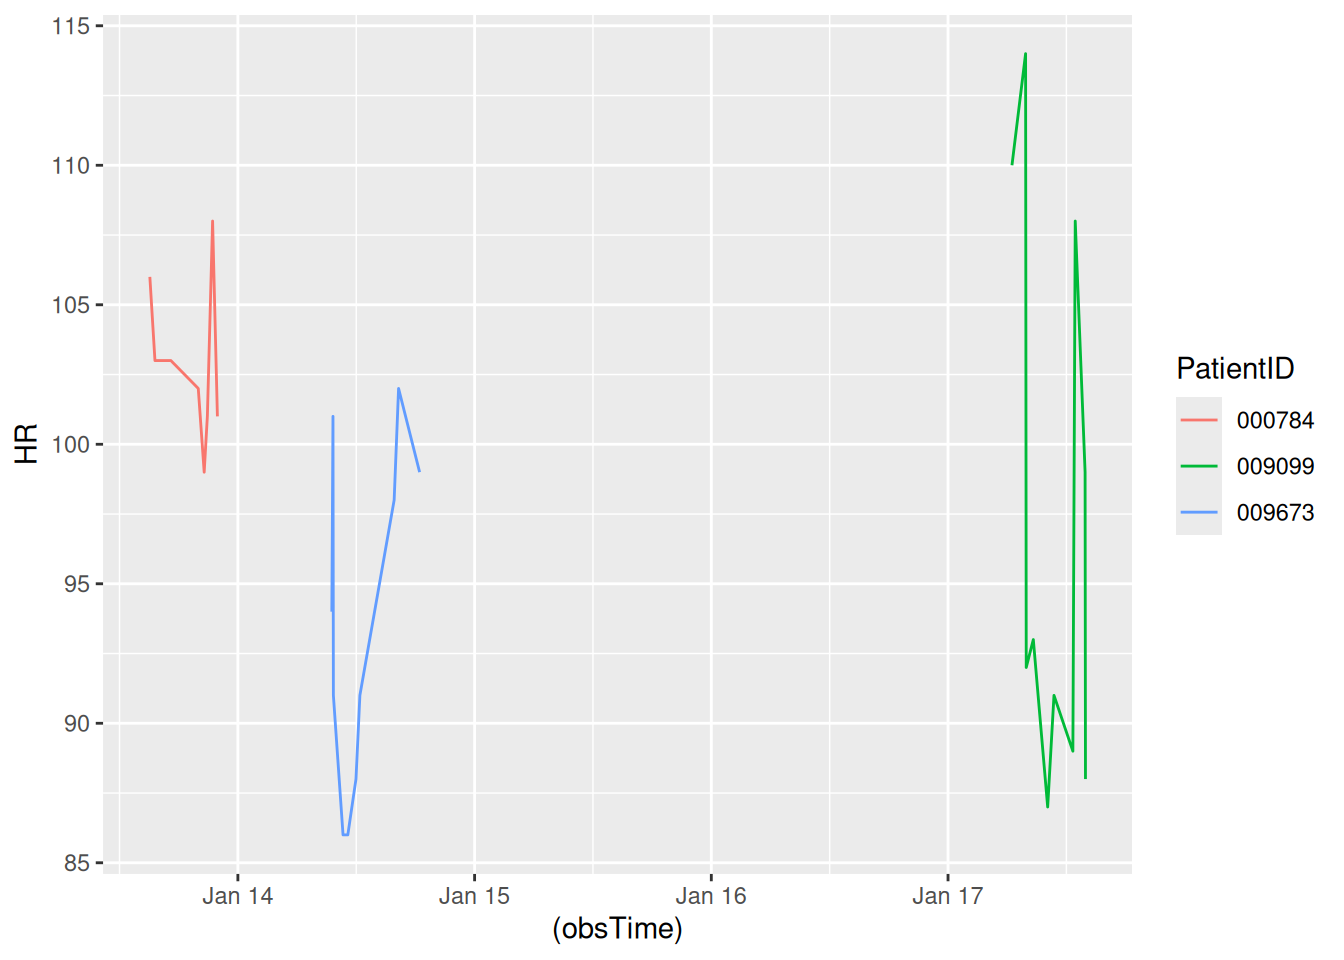 115
110
105
100
95
90
85
HR
Jan 14
Jan 15
Jan 16
Jan 17
(obsTime)
PatientID
000784
009099
009673